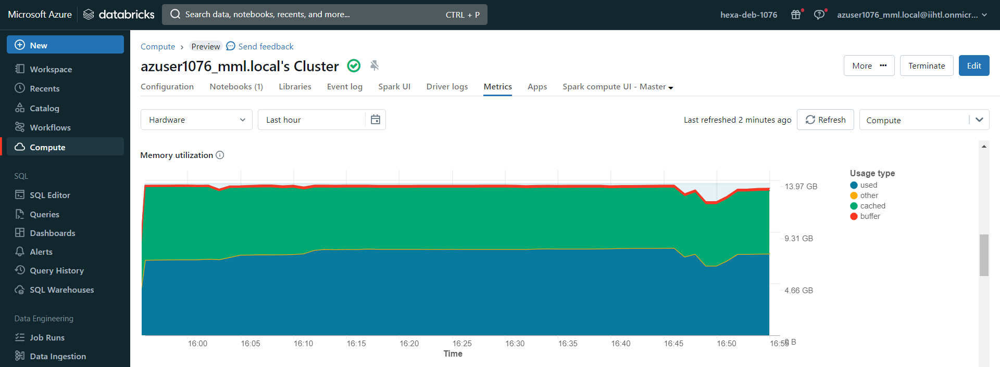 Microsoft Azure databricks Search data, notebooks, recents, and more... CTRL + P hexa-deb-1076 azuser1076_mml.local@iihtl.onmicr...
New
Workspace
Recents
Catalog
Workflows
Compute
SQL
SQL Editor
Queries
Dashboards
Alerts
Query History
SQL Warehouses
Data Engineering
Job Runs
Data Ingestion
Compute > Preview Send feedback
azuser1076_mml.local's Cluster
More ... Terminate Edit
Configuration Notebooks (1) Libraries Event log Spark UI Driver logs Metrics Apps Spark compute UI - Master
Hardware Last hour Last refreshed 2 minutes ago Refresh Compute
Memory utilization
Usage type
used
other
cached
buffer
13.97 GB
9.31 GB
4.66 GB
0 B
16:00 16:05 16:10 16:15 16:20 16:25 16:30 16:35 16:40 16:45 16:50
Time